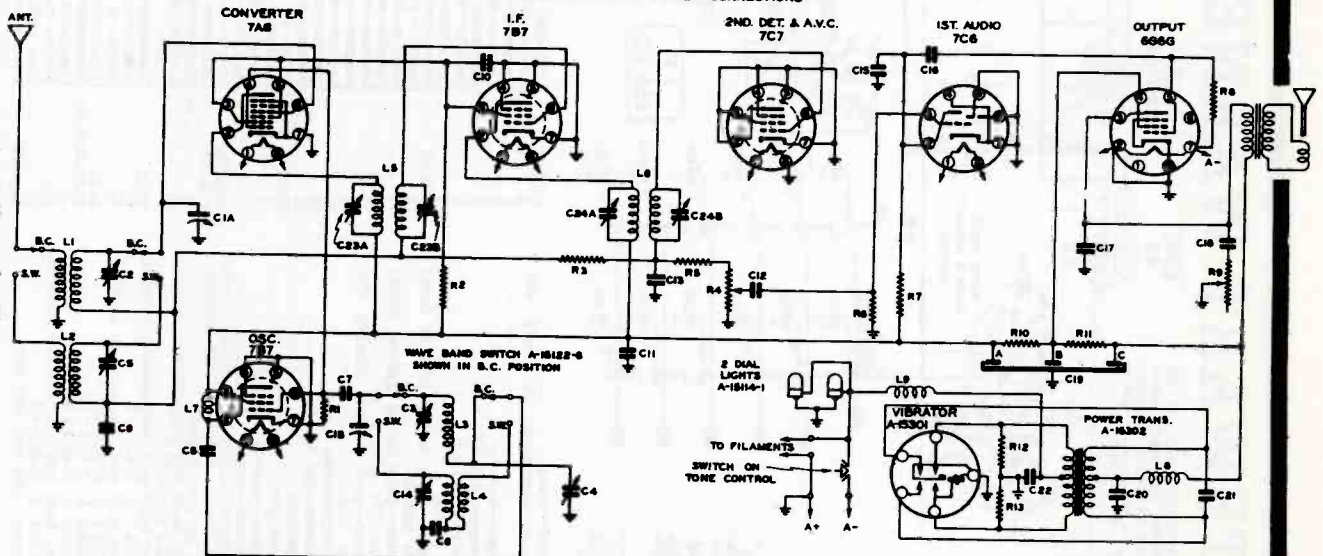 CONNECTIONS
ANT.
CONVERTER
7A8
I.F.
7B7
2ND. DET. & A.V.C.
7C7
1ST. AUDIO
7C6
OUTPUT
6G6G
C10
C15
C16
R8
L5
L6
A-
C1A
C23A
C23B
C24A
C24B
C17
C18
B.C.
L1
B.C.
S.W.
C2
S.W.
R3
R5
C13
R4
C12
R9
R2
R6
R7
L2
C5
C9
OSC.
7B7
WAVE BAND SWITCH A-15122-6
SHOWN IN B.C. POSITION
C11
R10
R11
A
B
C
C19
2 DIAL
LIGHTS
A-15114-1
L9
L7
R1
C7
B.C.
B.C.
C8
C1B
S.W.
C3
L3
S.W.
C14
L4
C6
C4
VIBRATOR
A-15301
POWER TRANS.
A-15302
TO FILAMENTS
SWITCH ON
TONE CONTROL
R12
C22
R13
L8
C20
C21
A+
A-